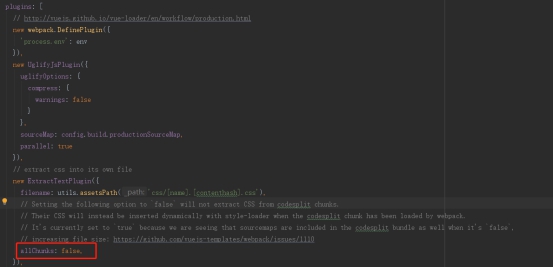 plugins: [
// http://vuejs.github.io/vue-loader/en/workflow/production.html
new webpack.DefinePlugin({
'process.env': env
}),
new UglifyJsPlugin({
uglifyOptions: {
compress: {
warnings: false
}
},
sourceMap: config.build.productionSourceMap,
parallel: true
}),
// extract css into its own file
new ExtractTextPlugin({
filename: utils.assetsPath( _path: 'css/[name].[contenthash].css'),
// Setting the following option to `false` will not extract CSS from codesplit chunks.
// Their CSS will instead be inserted dynamically with style-loader when the codesplit chunk has been loaded by webpack.
// It's currently set to `true` because we are seeing that sourcemaps are included in the codesplit bundle as well when it's `false`,
// increasing file size: https://github.com/vuejs-templates/webpack/issues/1110
allChunks: false,
}),